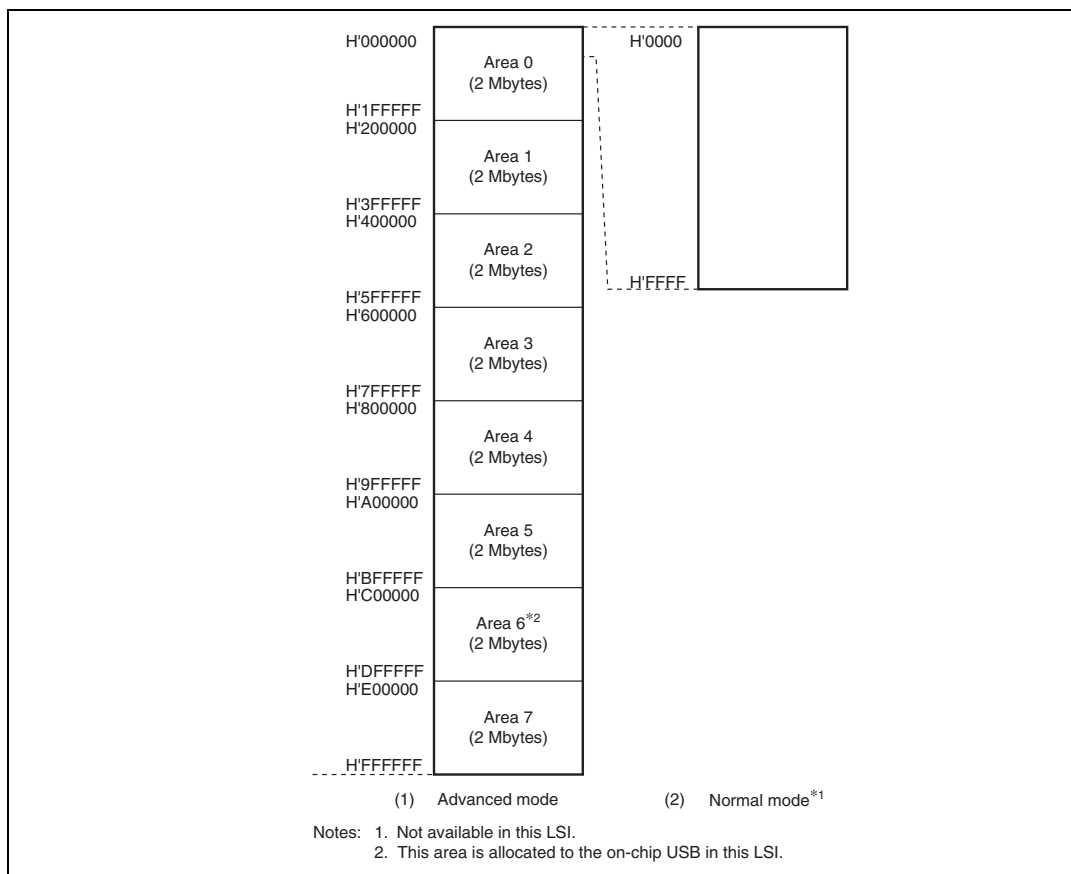 H'000000
Area 0
(2 Mbytes)
H'1FFFFF
H'200000
Area 1
(2 Mbytes)
H'3FFFFF
H'400000
Area 2
(2 Mbytes)
H'5FFFFF
H'600000
Area 3
(2 Mbytes)
H'7FFFFF
H'800000
Area 4
(2 Mbytes)
H'9FFFFF
H'A00000
Area 5
(2 Mbytes)
H'BFFFFF
H'C00000
Area 6*2
(2 Mbytes)
H'DFFFFF
H'E00000
Area 7
(2 Mbytes)
H'FFFFFF
(1) Advanced mode
H'0000
H'FFFF
(2) Normal mode*1
Notes: 1. Not available in this LSI.
2. This area is allocated to the on-chip USB in this LSI.